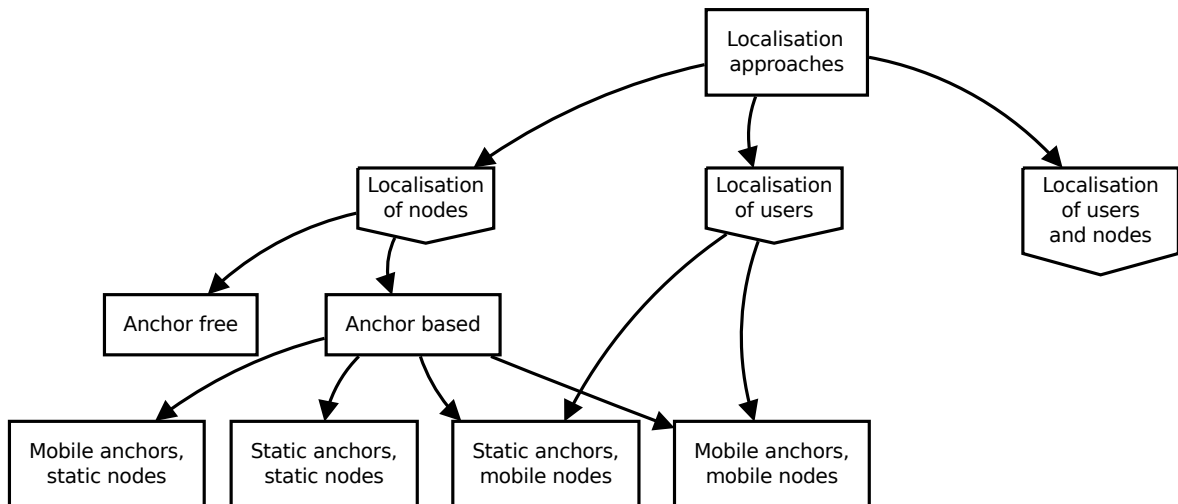 Localisation
approaches
Localisation
of nodes
Localisation
of users
Localisation
of users
and nodes
Anchor free
Anchor based
Mobile anchors,
static nodes
Static anchors,
static nodes
Static anchors,
mobile nodes
Mobile anchors,
mobile nodes